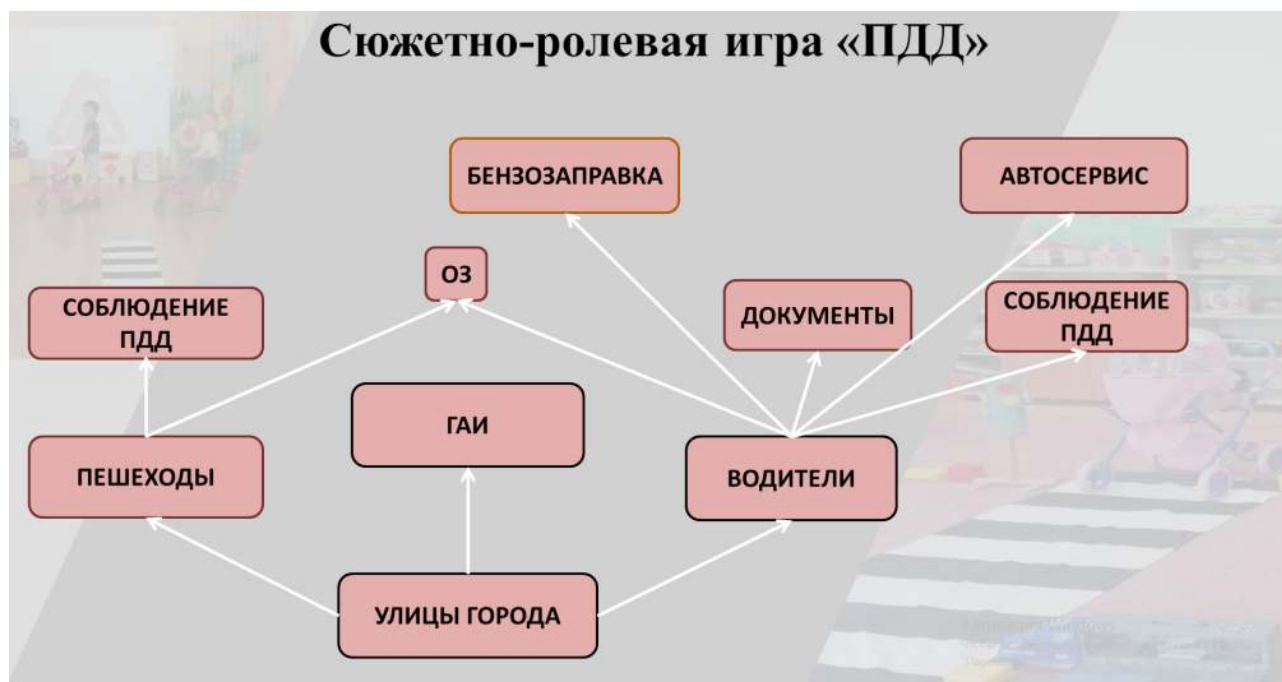 Сюжетно-ролевая игра «ПДД»
БЕНЗОЗАПРАВКА
АВТОСЕРВИС
ОЗ
СОБЛЮДЕНИЕ
ПДД
ДОКУМЕНТЫ
СОБЛЮДЕНИЕ
ПДД
ГАИ
ПЕШЕХОДЫ
ВОДИТЕЛИ
УЛИЦЫ ГОРОДА